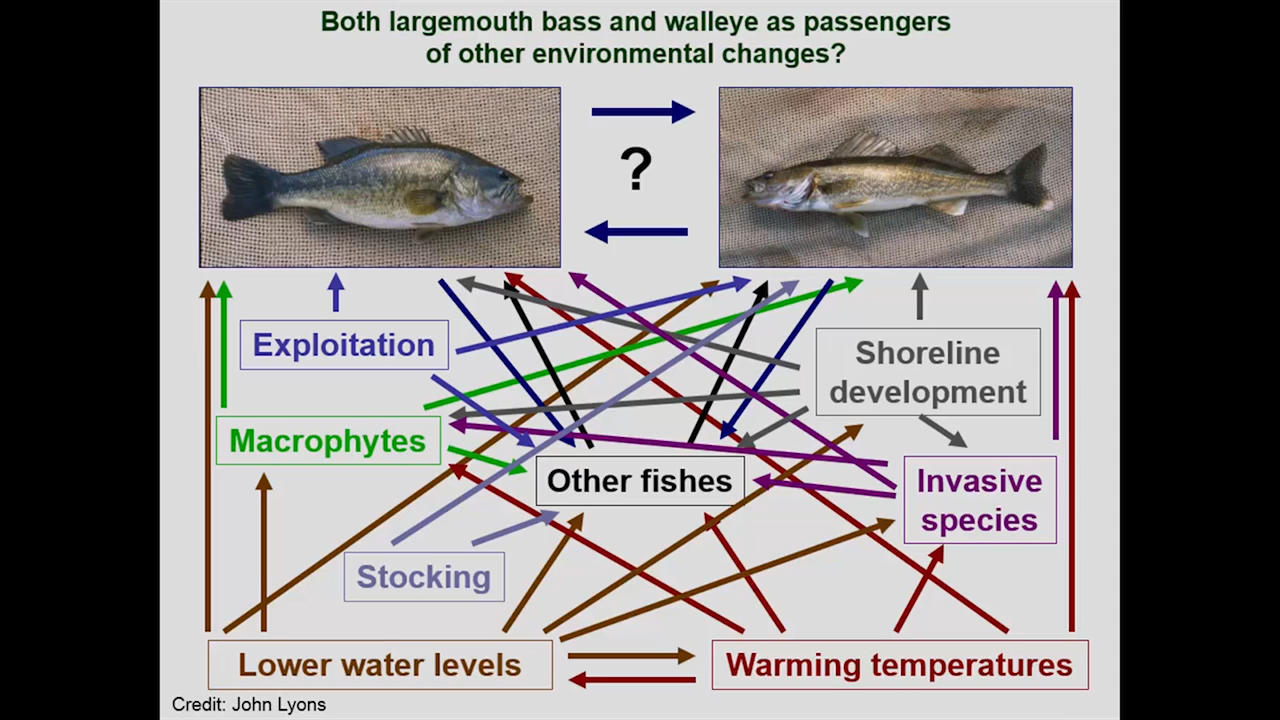 Both largemouth bass and walleye as passengers
of other environmental changes?
?
Exploitation
Shoreline
development
Macrophytes
Other fishes
Invasive
species
Stocking
Lower water levels
Warming temperatures
Credit: John Lyons